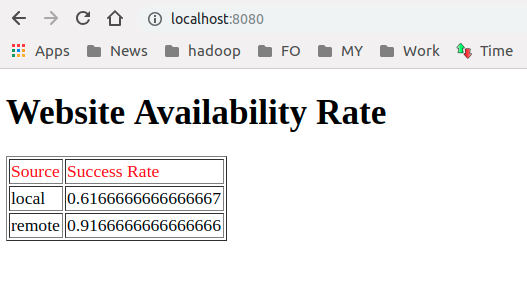 localhost:8080
Apps News hadoop FO MY Work Time
Website Availability Rate
Source Success Rate
local 0.6166666666666667
remote 0.9166666666666666